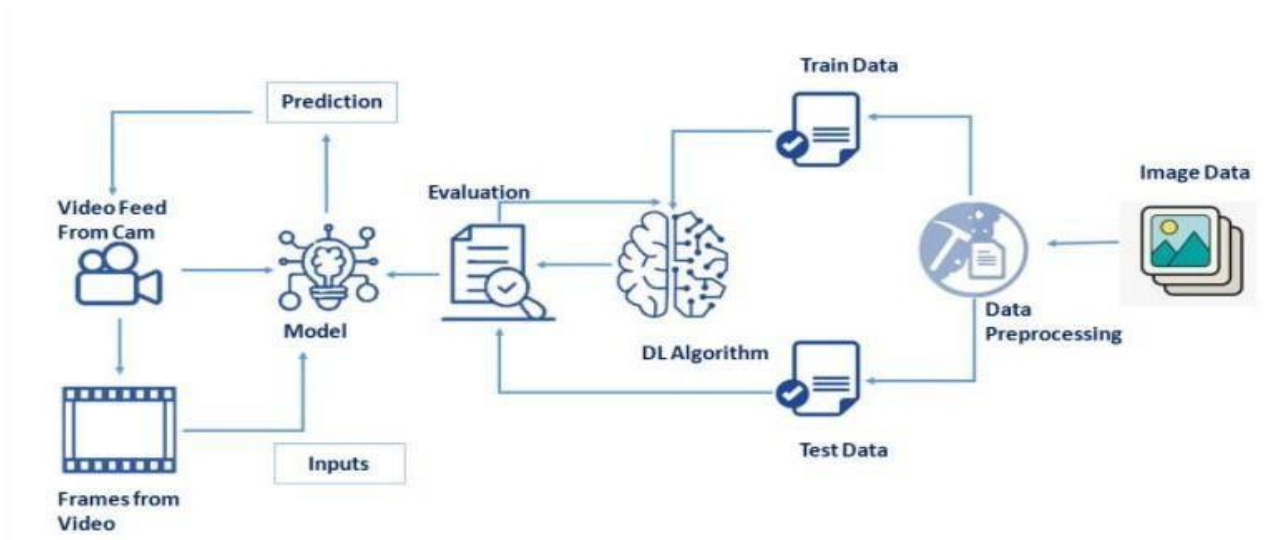 Train Data
Prediction
Image Data
Evaluation
Video Feed
From Cam
Model
Data
Preprocessing
DL Algorithm
Test Data
Inputs
Frames from
Video